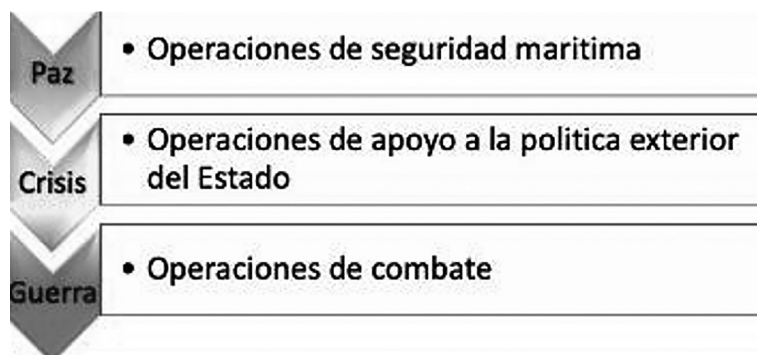 Paz
• Operaciones de seguridad maritima
Crisis
• Operaciones de apoyo a la politica exterior
del Estado
Guerra
• Operaciones de combate